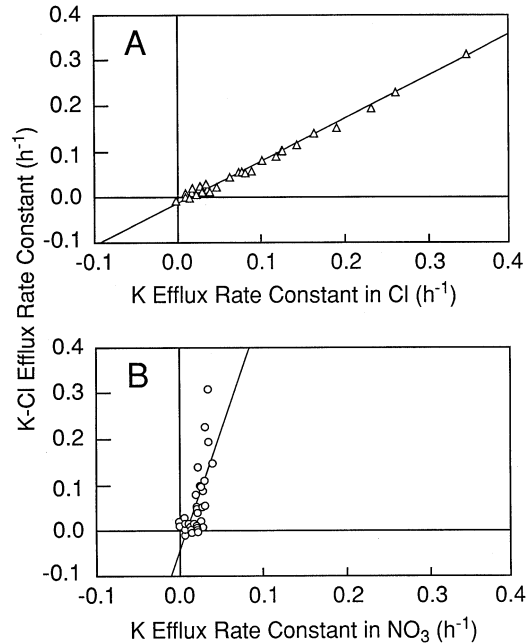 A
0.4
0.3
0.2
0.1
0.0
-0.1
-0.1 0.0 0.1 0.2 0.3 0.4
K Efflux Rate Constant in Cl (h-1)
K-Cl Efflux Rate Constant (h-1)
B
0.4
0.3
0.2
0.1
0.0
-0.1
-0.1 0.0 0.1 0.2 0.3 0.4
K Efflux Rate Constant in NO3 (h-1)